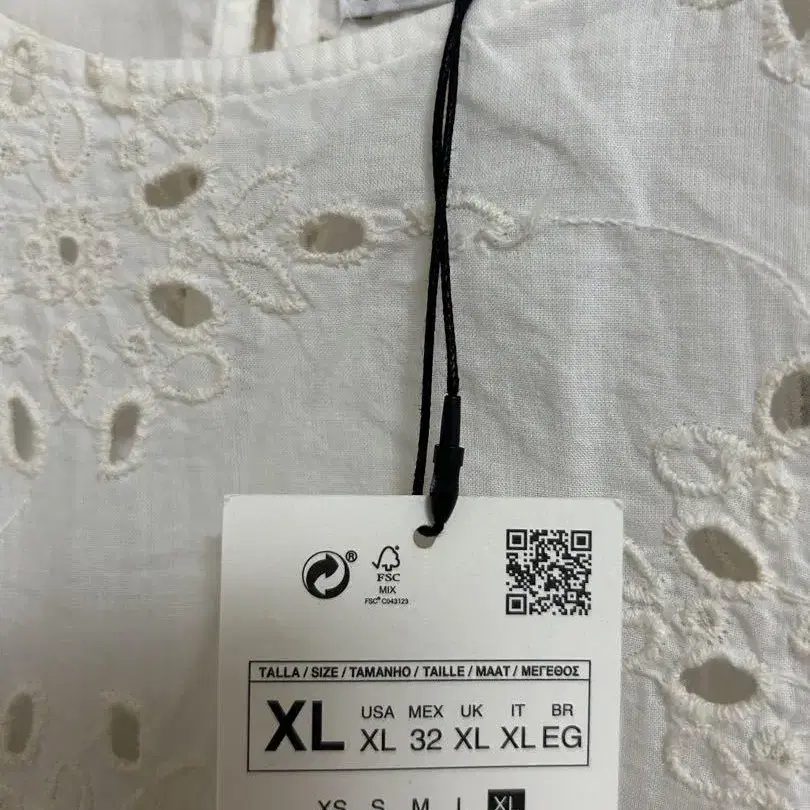 ®
FSC
MIX
FSC® C043123
TALLA / SIZE / TAMANHO / TAILLE / MAAT / ΜΕΓΕΘΟΣ
XL
USA MEX UK IT BR
XL 32 XL XL EG
XS S M L XL